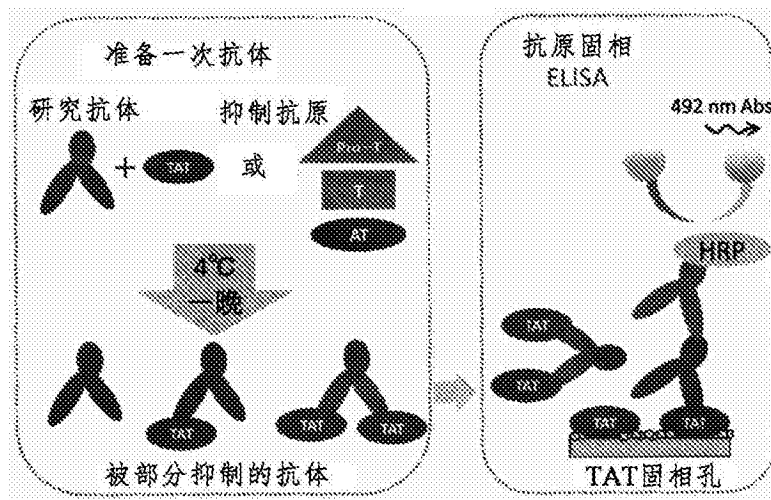 准备一次抗体
研究抗体
抑制抗原
+
TAT
或
T
AT
4℃
一晚
TAT
TAT
TAT
被部分抑制的抗体
抗原固相
ELISA
492 nm Abs
HRP
TAT
TAT
TAT
TAT
TAT固相孔